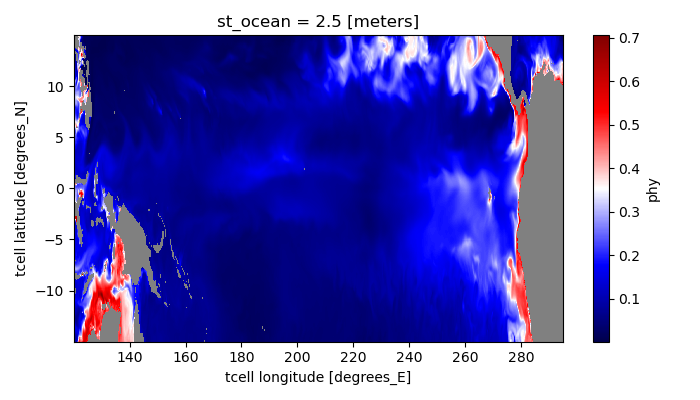 st_ocean = 2.5 [meters]
10
5
0
−5
−10
tcell latitude [degrees_N]
140 160 180 200 220 240 260 280
tcell longitude [degrees_E]
0.7
0.6
0.5
0.4
0.3
0.2
0.1
phy